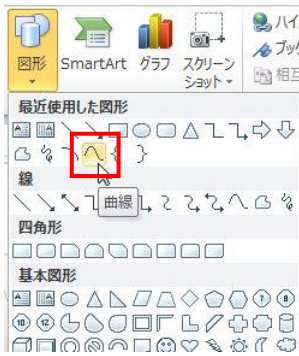 ハイ
ブッ
相互
図形 SmartArt グラフ スクリーン
ショット
最近使用した図形
曲線
線
四角形
基本図形